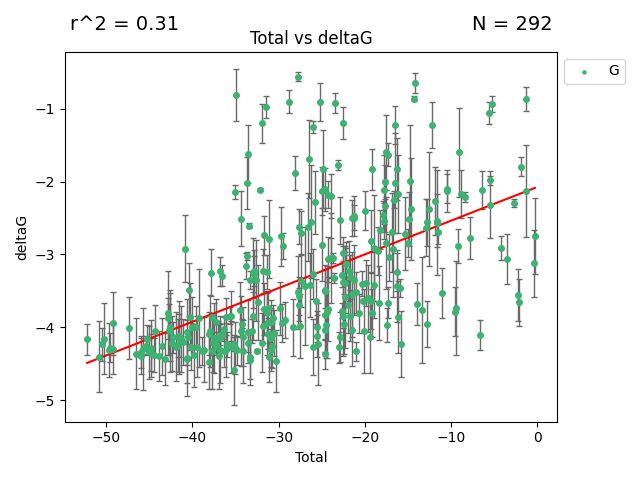 r^2 = 0.31
N = 292
Total vs deltaG
G
deltaG
−1
−2
−3
−4
−5
−50 −40 −30 −20 −10 0
Total